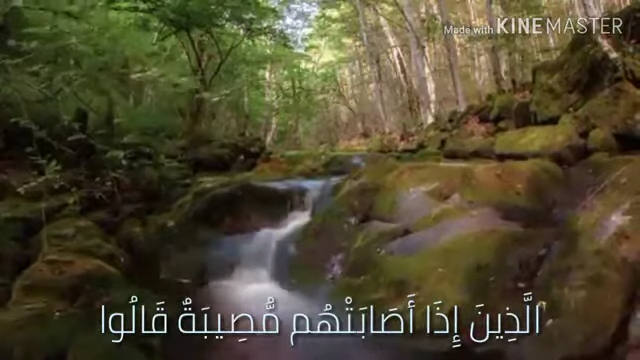 Made with KINEMASTER
الَّذِينَ إِذَا أَصَابَتْهُم مُّصِيبَةٌ قَالُوا